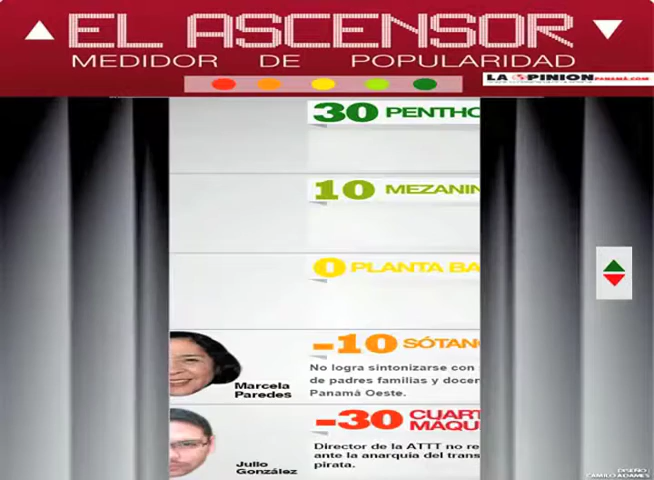 EL ASCENSOR
MEDIDOR DE POPULARIDAD
LA OPINION PANAMÁ.COM
30 PENTHO
10 MEZANIN
0 PLANTA BA
-10 SÓTAN
No logra sintonizarse con
de padres familias y docen
Panamá Oeste.
Marcela
Paredes
-30 CUART
MÁQU
Director de la ATTT no re
ante la anarquia del trans
pirata.
Julio
González
DISEÑO:
CAMILO ADAMES